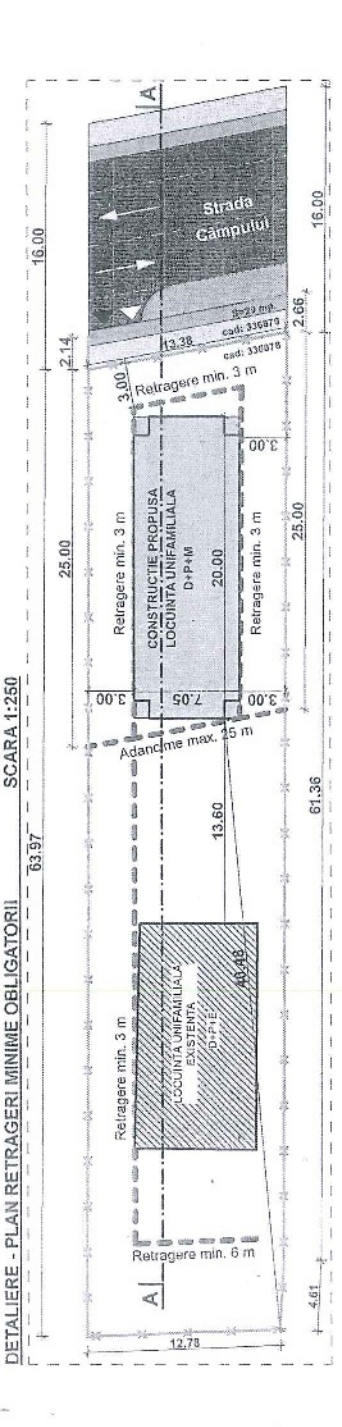 DETALIERE - PLAN RETRAGERI MINIME OBLIGATORII SCARA 1:250
63.97
25.00
2.14
16.00
A
A
Strada
Câmpului
S=29 mp
cad: 336879
cad: 336878
13.38
3.00
Retragere min. 3 m
Retragere min. 3 m
Retragere min. 3 m
CONSTRUCTIE PROPUSA
LOCUINTA UNIFAMILIALA
D+P+M
20.00
3.00
7.05
3.00
3.00
Adancime max. 25 m
13.60
Retragere min. 3 m
LOCUINTA UNIFAMILIALA
EXISTENTA
D+P+E
40.48
Retragere min. 6 m
12.78
4.61
61.36
25.00
2.66
16.00